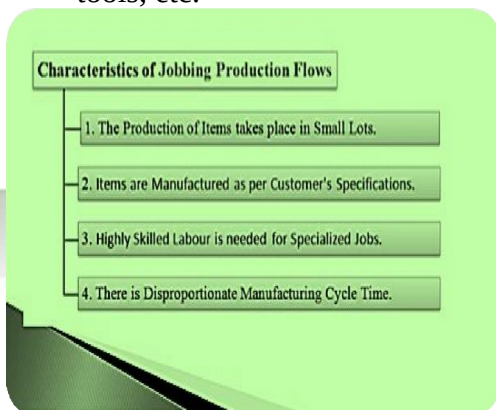 tools, etc.
Characteristics of Jobbing Production Flows
1. The Production of Items takes place in Small Lots.
2. Items are Manufactured as per Customer's Specifications.
3. Highly Skilled Labour is needed for Specialized Jobs.
4. There is Disproportionate Manufacturing Cycle Time.